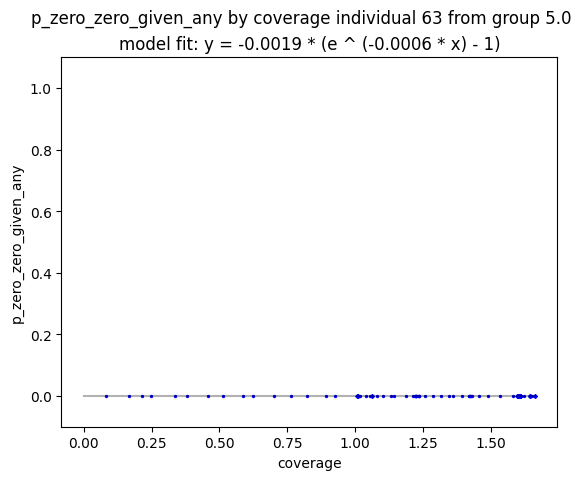 p_zero_zero_given_any by coverage individual 63 from group 5.0
model fit: y = -0.0019 * (e ^ (-0.0006 * x) - 1)
1.0
0.8
0.6
0.4
0.2
0.0
p_zero_zero_given_any
0.00 0.25 0.50 0.75 1.00 1.25 1.50
coverage